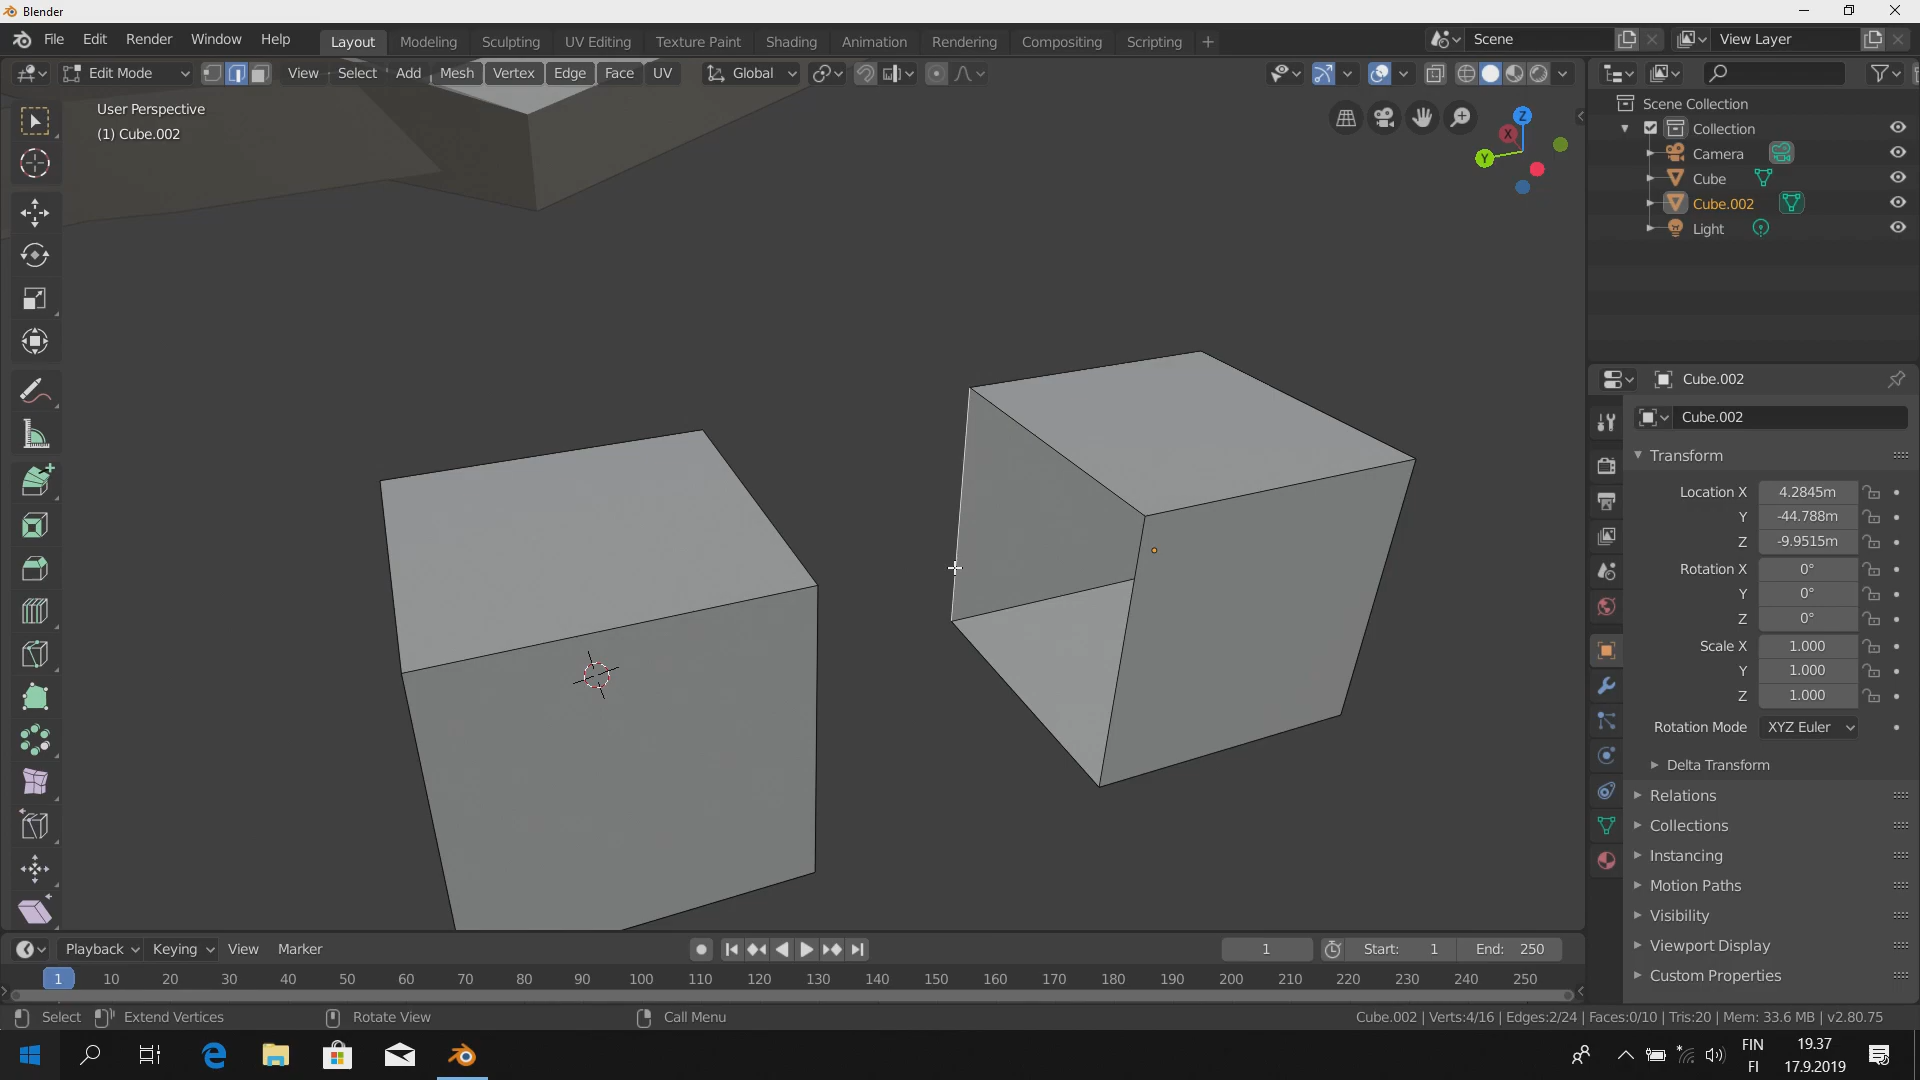 Blender
File Edit Render Window Help Layout Modeling Sculpting UV Editing Texture Paint Shading Animation Rendering Compositing Scripting + Scene View Layer
Edit Mode View Select Add Mesh Vertex Edge Face UV Global
User Perspective
(1) Cube.002
Z
X
Y
Scene Collection
Collection
Camera
Cube
Cube.002
Light
Cube.002
Cube.002
Transform
Location X 4.2845m
Y -44.788m
Z -9.9515m
Rotation X 0°
Y 0°
Z 0°
Scale X 1.000
Y 1.000
Z 1.000
Rotation Mode XYZ Euler
Delta Transform
Relations
Collections
Instancing
Motion Paths
Visibility
Viewport Display
Custom Properties
Playback Keying View Marker 1 Start: 1 End: 250
1 10 20 30 40 50 60 70 80 90 100 110 120 130 140 150 160 170 180 190 200 210 220 230 240 250
Select Extend Vertices Rotate View Call Menu Cube.002 | Verts:4/16 | Edges:2/24 | Faces:0/10 | Tris:20 | Mem: 33.6 MB | v2.80.75
FIN 19.37
FI 17.9.2019